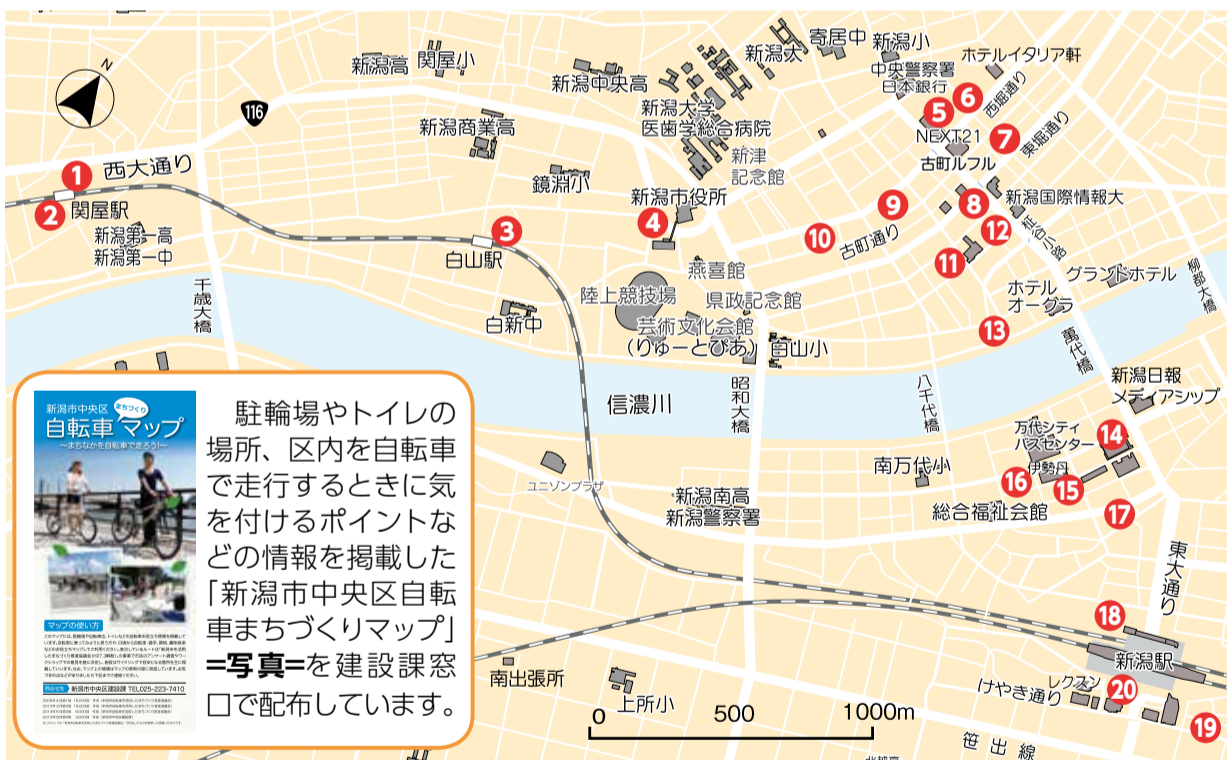 N
新潟高
関屋小
新潟中央高
新潟大
寄居中
新潟小
ホテルイタリア軒
中央警察署
日本銀行
6
西堀通り
5
116
新潟商業高
新潟大学
医歯学総合病院
NEXT21
7
東堀通り
古町ルフル
新津
記念館
1
西大通り
鏡淵小
新潟市役所
8
新潟国際情報大
2
関屋駅
4
9
12
新潟第一高
新潟第一中
3
10
古町通り
11
白山駅
燕喜館
グランドホテル
柳都大橋
千歳大橋
陸上競技場
県政記念館
ホテル
オークラ
白新中
芸術文化会館
(りゅーとぴあ)
白山小
13
萬代橋
信濃川
昭和大橋
八千代橋
新潟日報
メディアシップ
万代シティ
バスセンター
14
南万代小
伊勢丹
16
15
ユニゾンプラザ
新潟南高
新潟警察署
総合福祉会館
17
東大通り
18
新潟駅
南出張所
上所小
けやき通り
レクスン
20
19
笹出線
0
500
1000m
新潟市中央区
まちづくり
自転車マップ
～まちなかを自転車で走ろう!～
マップの使い方
新潟市中央区建設課 TEL025-223-7410
駐輪場やトイレの
場所、区内を自転車
で走行するときに気
を付けるポイントな
どの情報を掲載した
「新潟市中央区自転
車まちづくりマップ」
=写真=を建設課窓
口で配布しています。